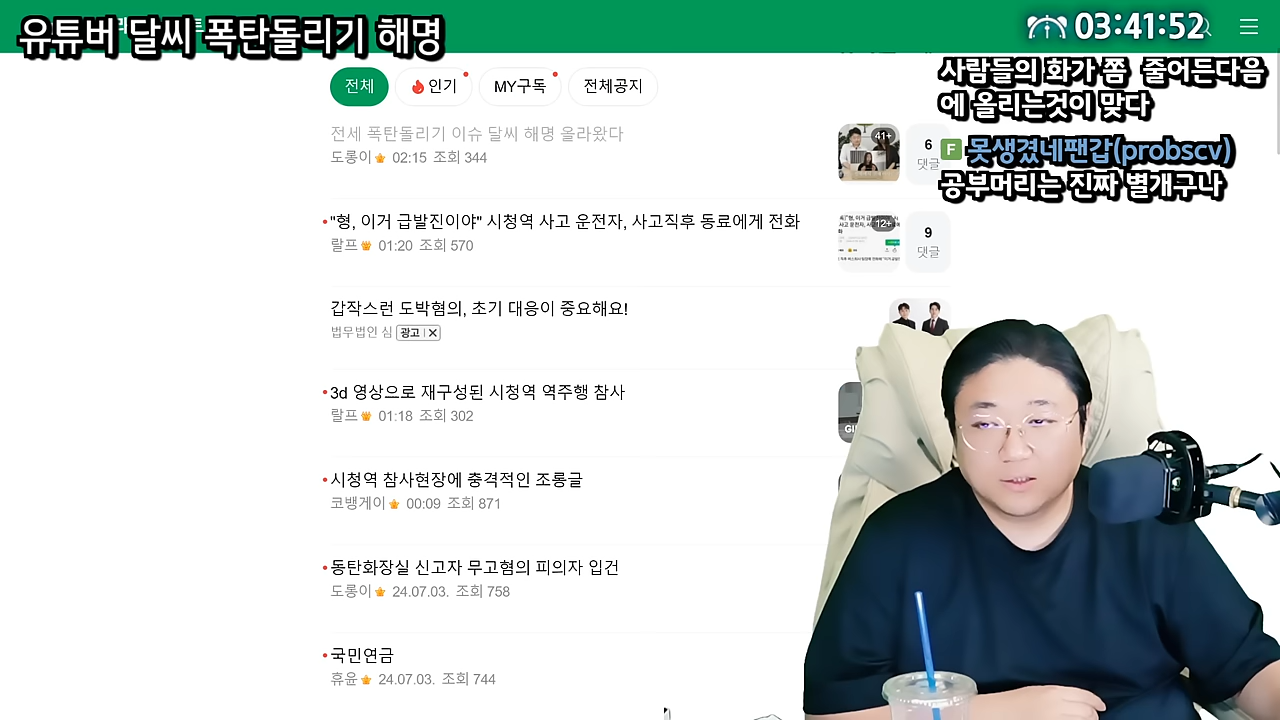 유튜버 달씨 폭탄돌리기 해명
03:41:52
전체
인기
MY구독
전체공지
사람들의 화가 쫌 줄어든다음
에 올리는것이 맞다
F 못생겼네팬갑(probscv)
공부머리는 진짜 별개구나
전세 폭탄돌리기 이슈 달씨 해명 올라왔다
도롱이 02:15 조회 344
41+
6
댓글
"형, 이거 급발진이야" 시청역 사고 운전자, 사고직후 동료에게 전화
랄프 01:20 조회 570
12+
9
댓글
갑작스런 도박혐의, 초기 대응이 중요해요!
법무법인 심 광고 X
3d 영상으로 재구성된 시청역 역주행 참사
랄프 01:18 조회 302
시청역 참사현장에 충격적인 조롱글
코뱅게이 00:09 조회 871
동탄화장실 신고자 무고혐의 피의자 입건
도롱이 24.07.03. 조회 758
국민연금
휴윤 24.07.03. 조회 744